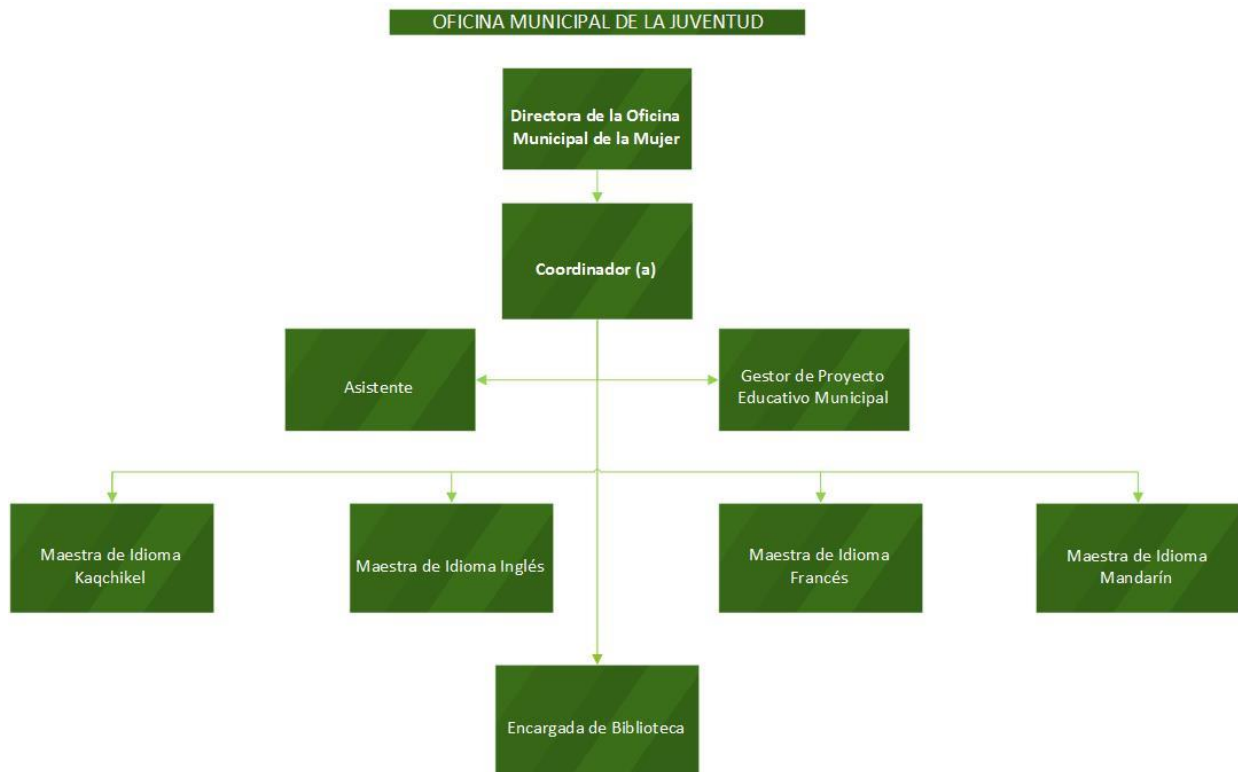 OFICINA MUNICIPAL DE LA JUVENTUD
Directora de la Oficina
Municipal de la Mujer
Coordinador (a)
Asistente
Gestor de Proyecto
Educativo Municipal
Maestra de Idioma
Kaqchikel
Maestra de Idioma Inglés
Maestra de Idioma
Francés
Maestra de Idioma
Mandarín
Encargada de Biblioteca